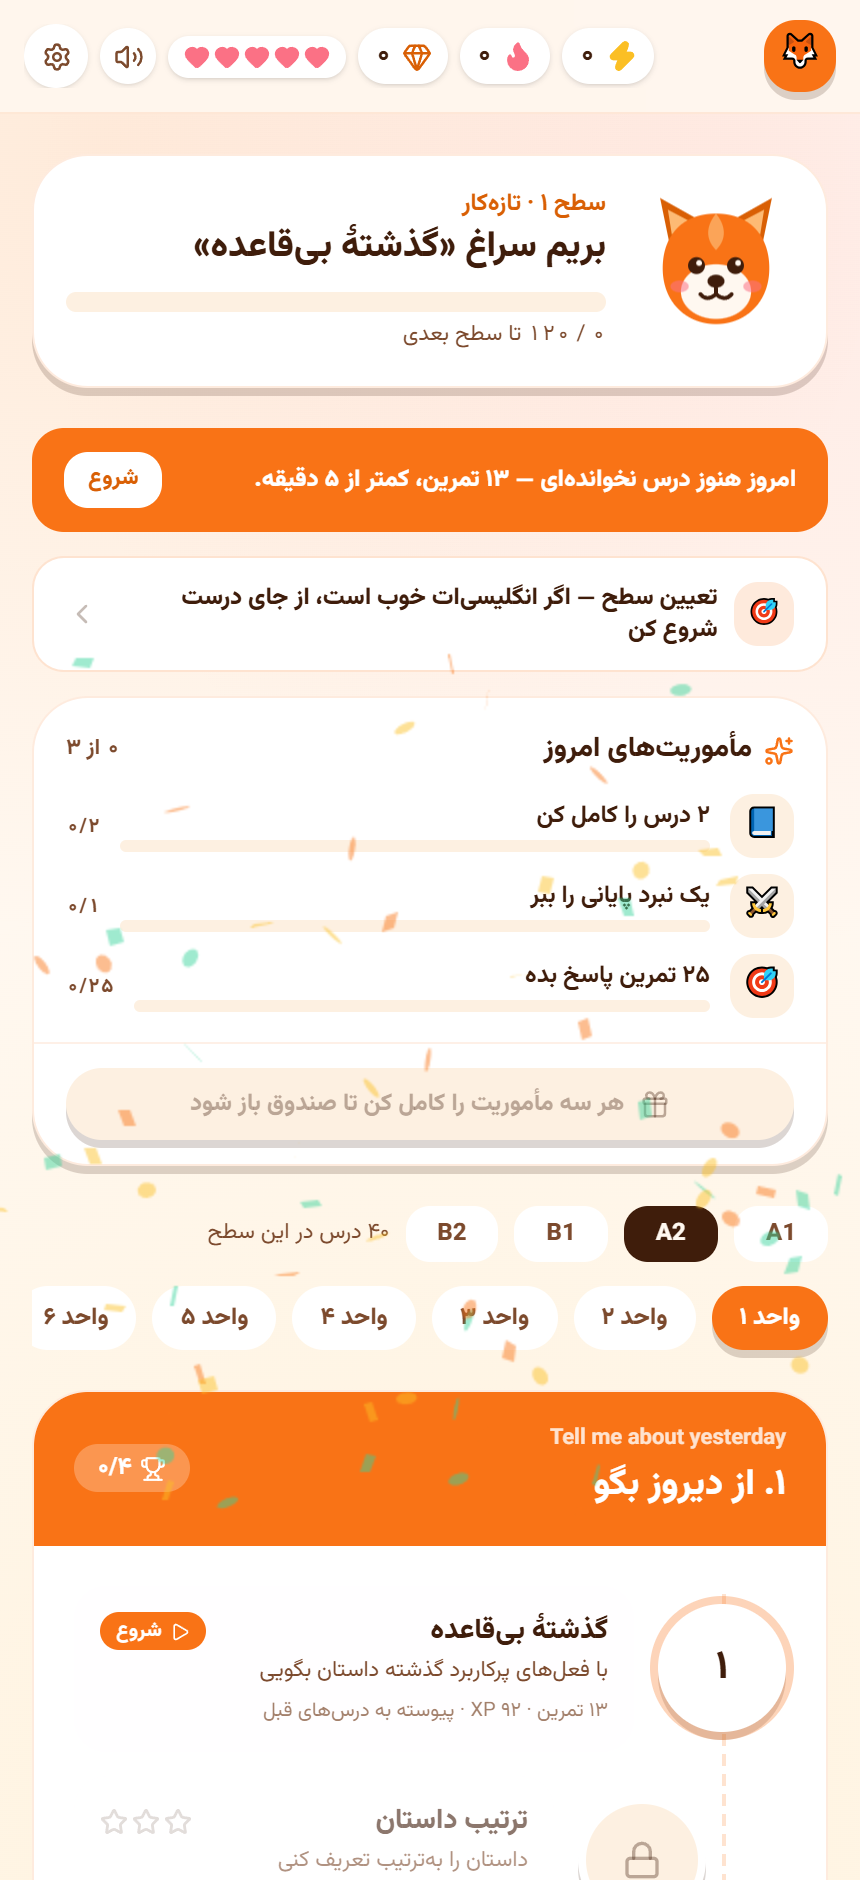 ۰ ۰ ۰
سطح ۱ · تازه‌کار
بریم سراغ «گذشتهٔ بی‌قاعده»
۰ / ۱۲۰ تا سطح بعدی
امروز هنوز درس نخوانده‌ای — ۱۳ تمرین، کمتر از ۵ دقیقه.
شروع
تعیین سطح — اگر انگلیسی‌ات خوب است، از جای درست
شروع کن
مأموریت‌های امروز
۰ از ۳
۲ درس را کامل کن
۰/۲
یک نبرد پایانی را ببر
۰/۱
۲۵ تمرین پاسخ بده
۰/۲۵
هر سه مأموریت را کامل کن تا صندوق باز شود
A1 A2 B1 B2 ۴۰ درس در این سطح
واحد ۱ واحد ۲ واحد ۳ واحد ۴ واحد ۵ واحد ۶
Tell me about yesterday
۱. از دیروز بگو
۰/۴
۱
گذشتهٔ بی‌قاعده
شروع
با فعل‌های پرکاربرد گذشته داستان بگویی
۱۳ تمرین · ۹۲ XP · پیوسته به درس‌های قبل
ترتیب داستان
داستان را به‌ترتیب تعریف کنی